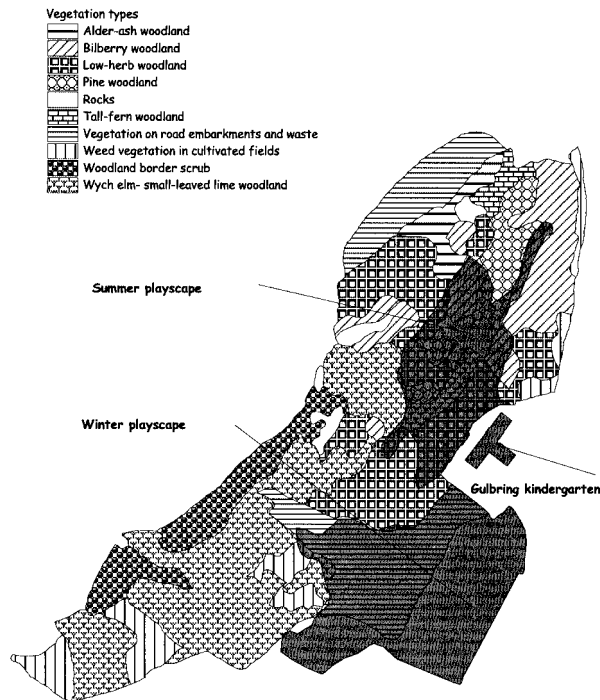 Vegetation types
Alder-ash woodland
Bilberry woodland
Low-herb woodland
Pine woodland
Rocks
Tall-fern woodland
Vegetation on road embankments and waste
Weed vegetation in cultivated fields
Woodland border scrub
Wych elm- small-leaved lime woodland
Summer playscape
Winter playscape
Gulbring kindergarten